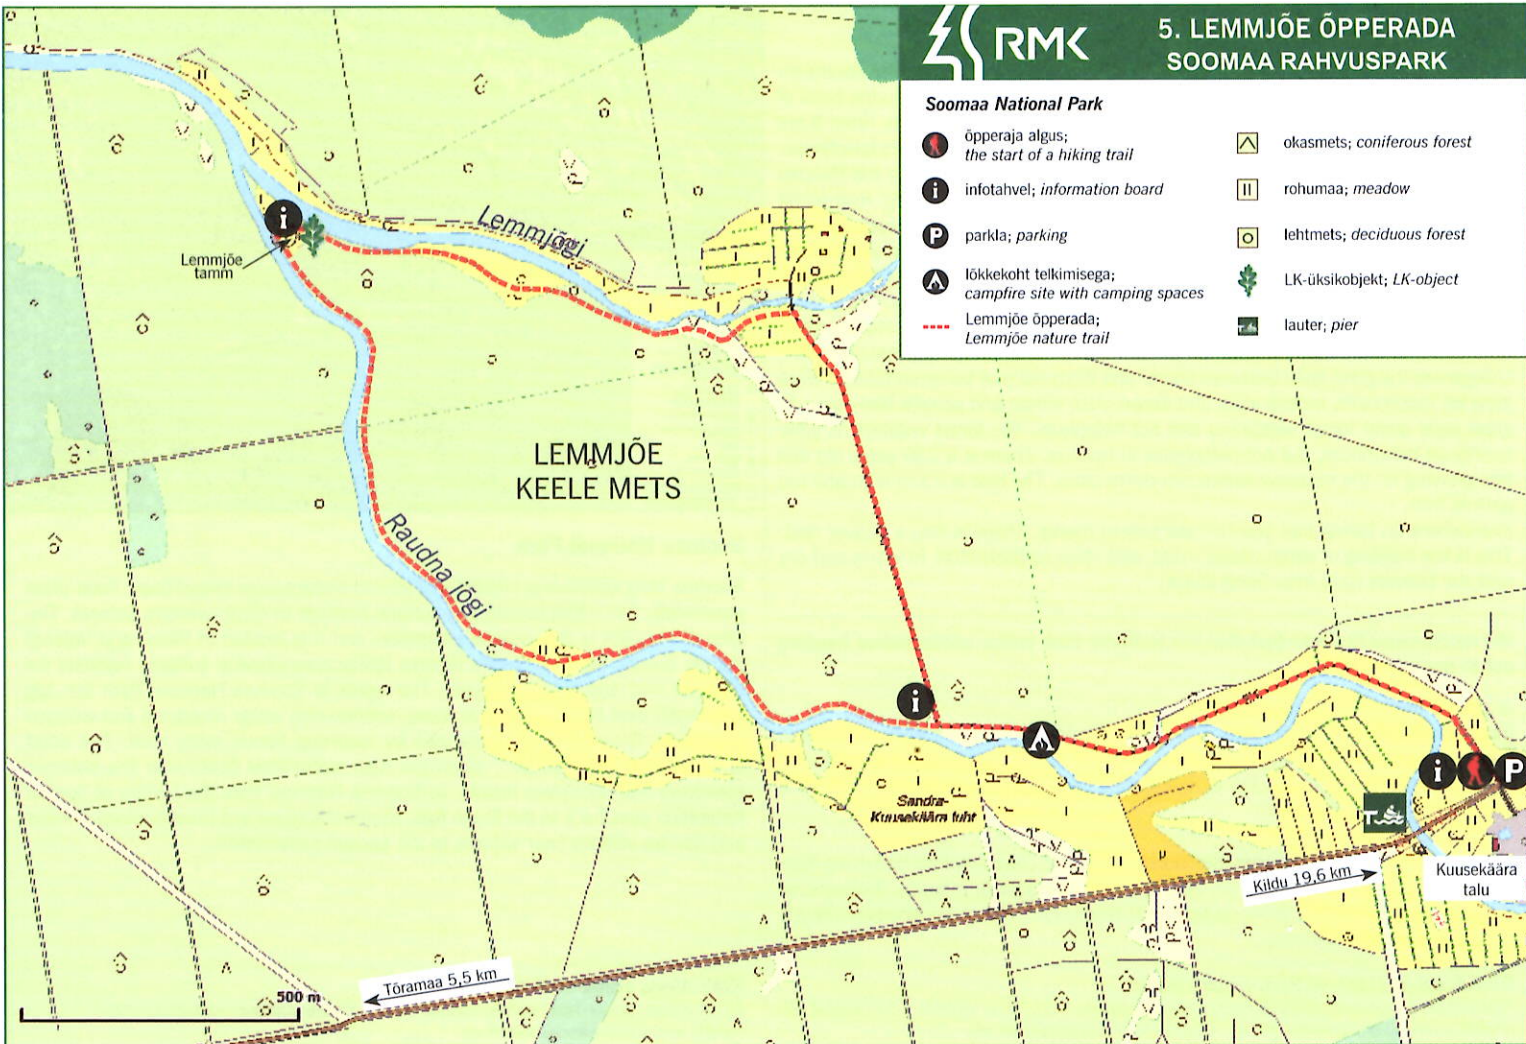 RMK
5. LEMMJÕE ÕPPERADA
SOOMAA RAHVUSPARK
Soomaa National Park
õpperaja algus;
the start of a hiking trail
i
infotahvel; information board
P
parkla; parking
lõkkekoht telkimisega;
campfire site with camping spaces
Lemmjõe õpperada;
Lemmjõe nature trail
okasmets; coniferous forest
rohumaa; meadow
lehtmets; deciduous forest
LK-üksikobjekt; LK-object
lauter; pier
Lemmjõgi
i
Lemmjõe
tamm
LEMMJÕE
KEELE METS
Raudna jõgi
i
i
P
Sandra-
Kuusekäära luht
Kildu 19,6 km
Kuusekäära
talu
Tõramaa 5,5 km
500 m